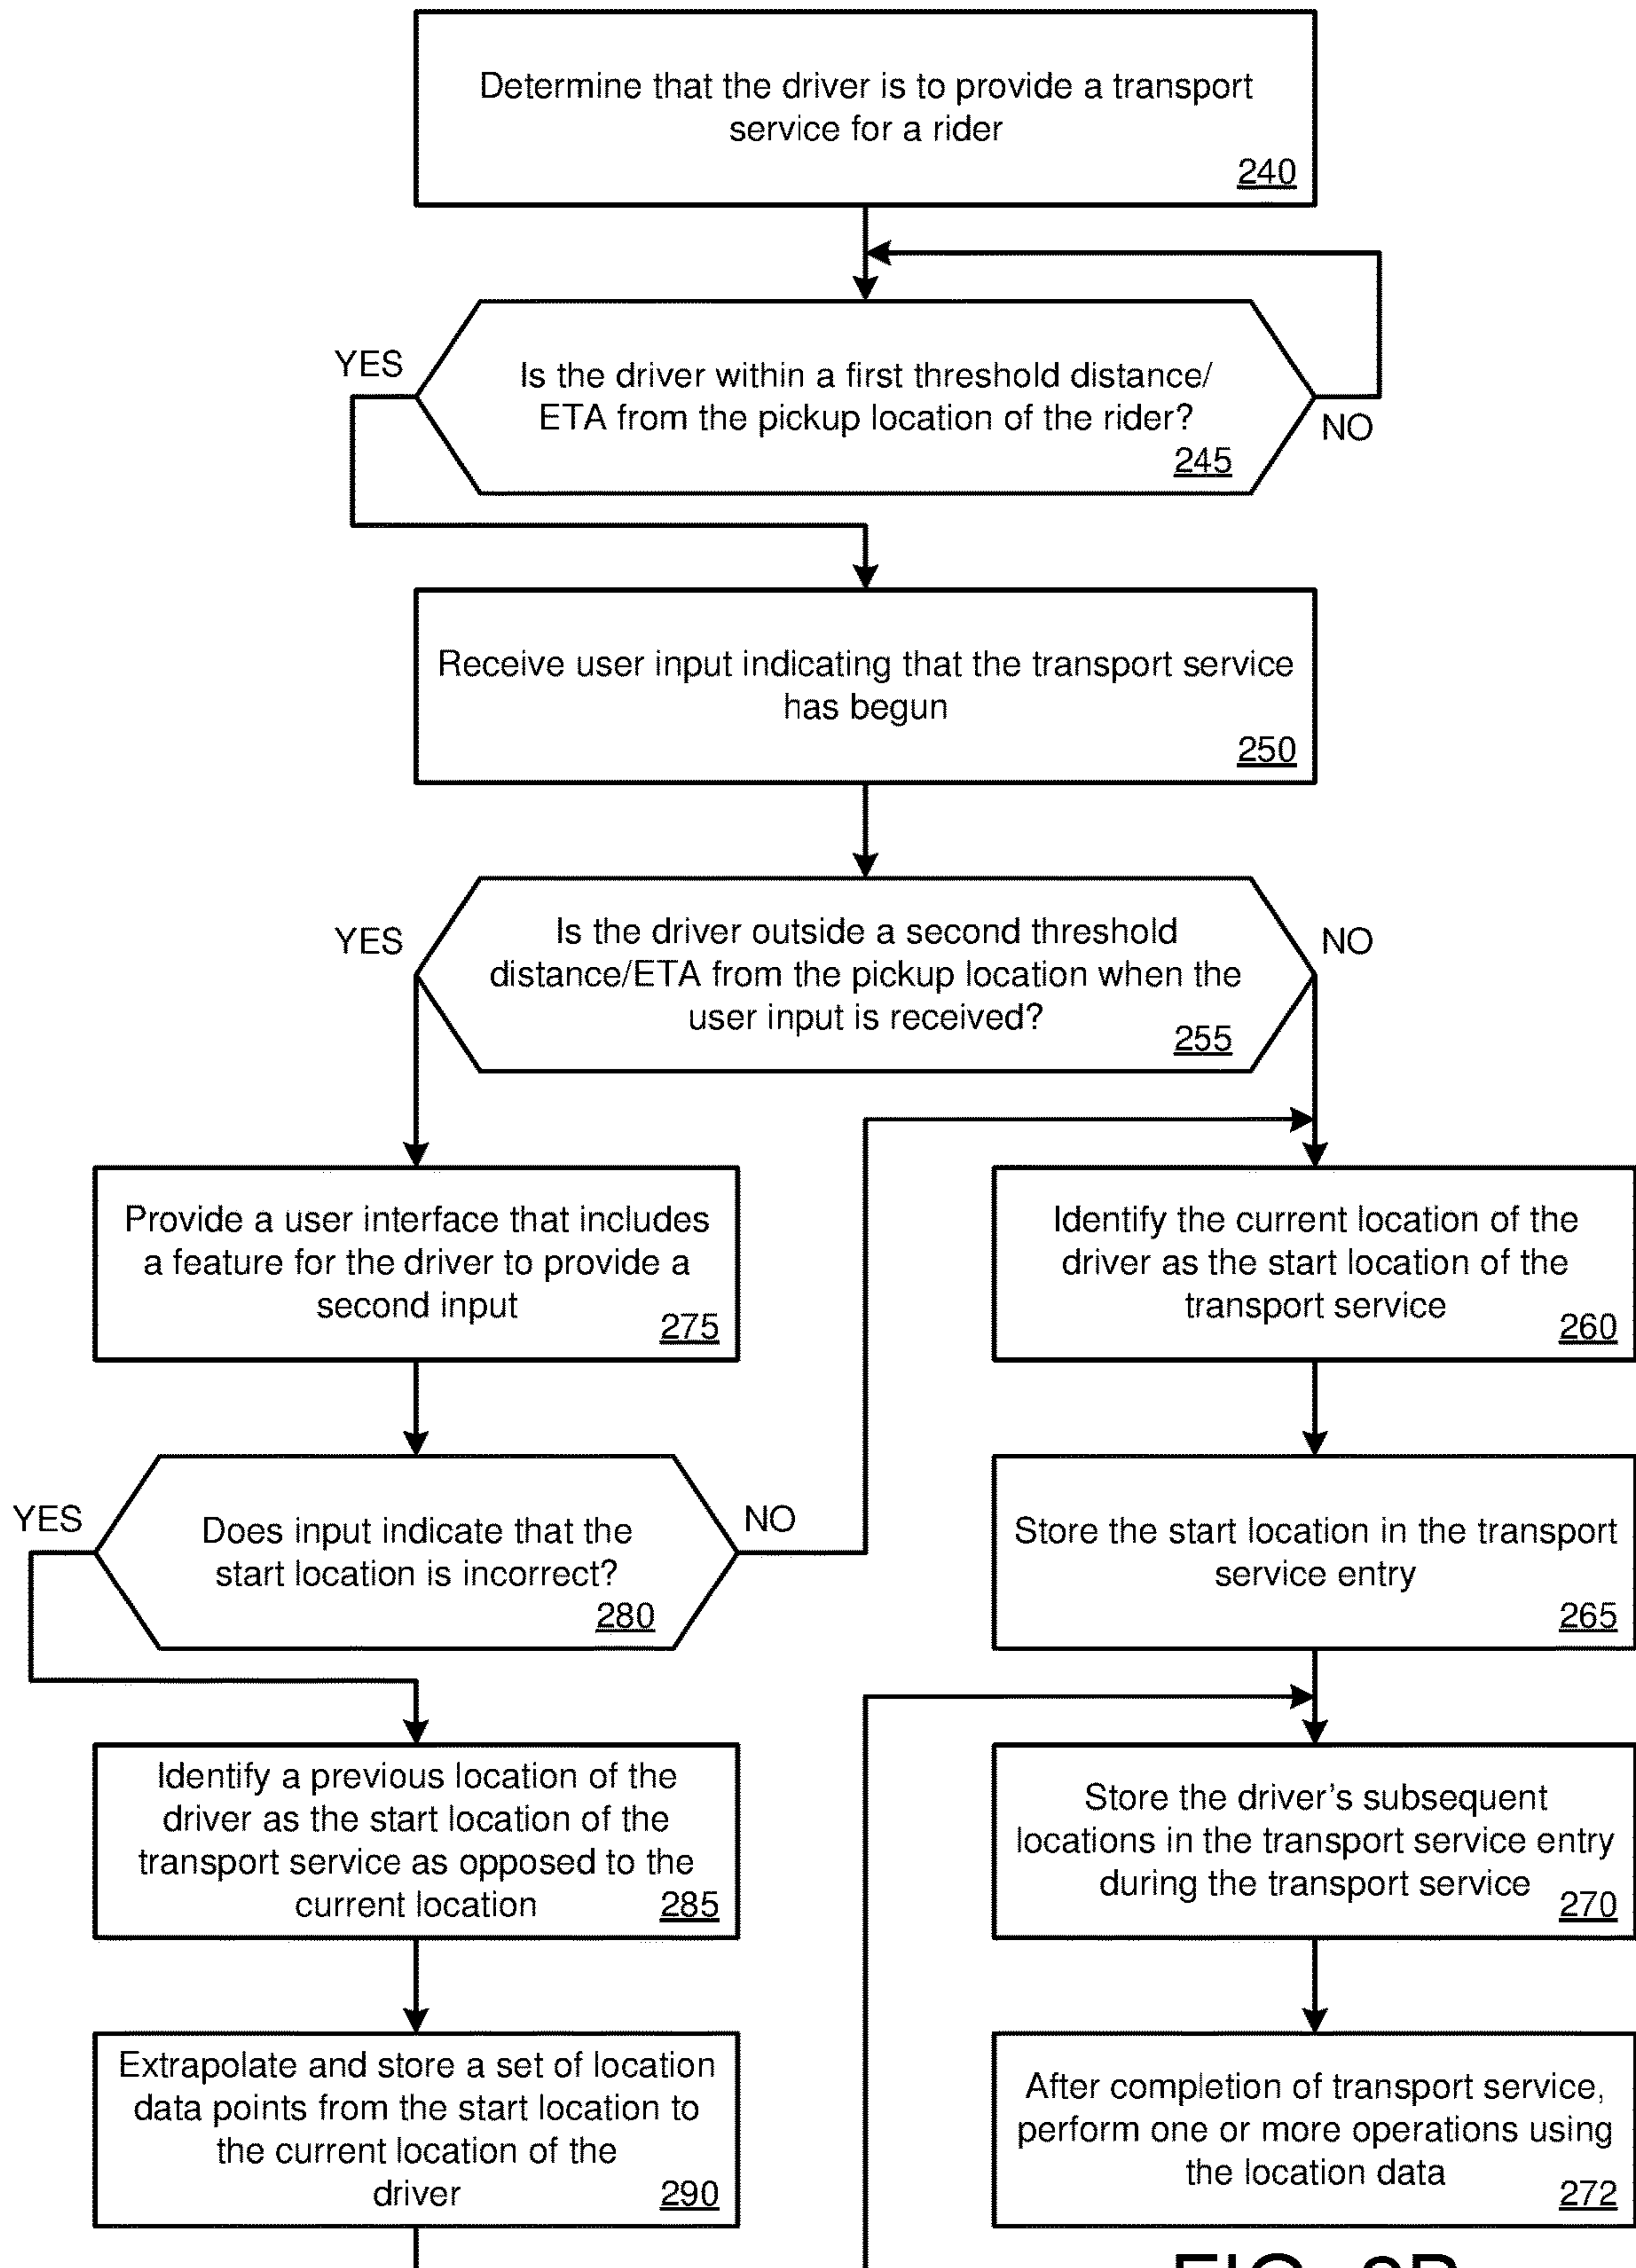 Determine that the driver is to provide a transport
service for a rider
240
YES
Is the driver within a first threshold distance/
ETA from the pickup location of the rider?
NO
245
Receive user input indicating that the transport service
has begun
250
YES
Is the driver outside a second threshold
distance/ETA from the pickup location when the
user input is received?
NO
255
Provide a user interface that includes
a feature for the driver to provide a
second input
275
Identify the current location of the
driver as the start location of the
transport service
260
YES
Does input indicate that the
start location is incorrect?
NO
280
Store the start location in the transport
service entry
265
Identify a previous location of the
driver as the start location of the
transport service as opposed to the
current location
285
Store the driver's subsequent
locations in the transport service entry
during the transport service
270
Extrapolate and store a set of location
data points from the start location to
the current location of the
driver
290
After completion of transport service,
perform one or more operations using
the location data
272